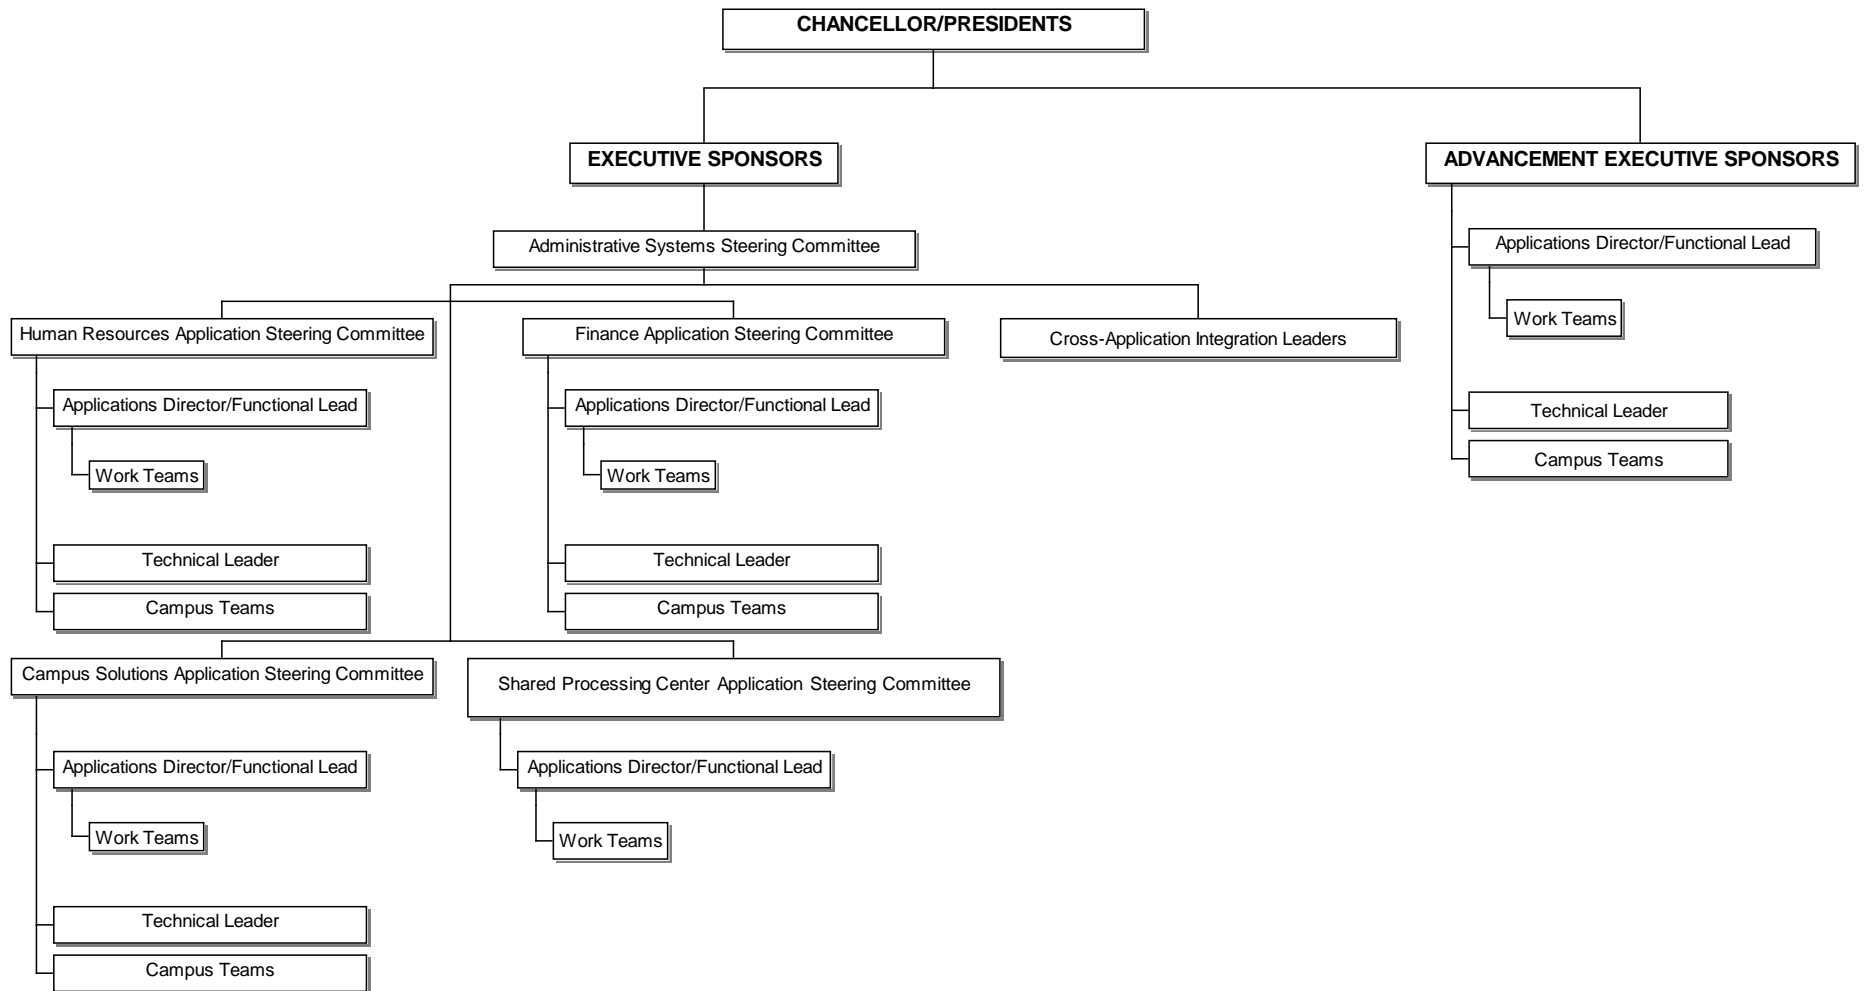 CHANCELLOR/PRESIDENTS
EXECUTIVE SPONSORS
ADVANCEMENT EXECUTIVE SPONSORS
Administrative Systems Steering Committee
Applications Director/Functional Lead
Work Teams
Technical Leader
Campus Teams
Human Resources Application Steering Committee
Finance Application Steering Committee
Cross-Application Integration Leaders
Applications Director/Functional Lead
Applications Director/Functional Lead
Work Teams
Work Teams
Technical Leader
Technical Leader
Campus Teams
Campus Teams
Campus Solutions Application Steering Committee
Shared Processing Center Application Steering Committee
Applications Director/Functional Lead
Applications Director/Functional Lead
Work Teams
Work Teams
Technical Leader
Campus Teams